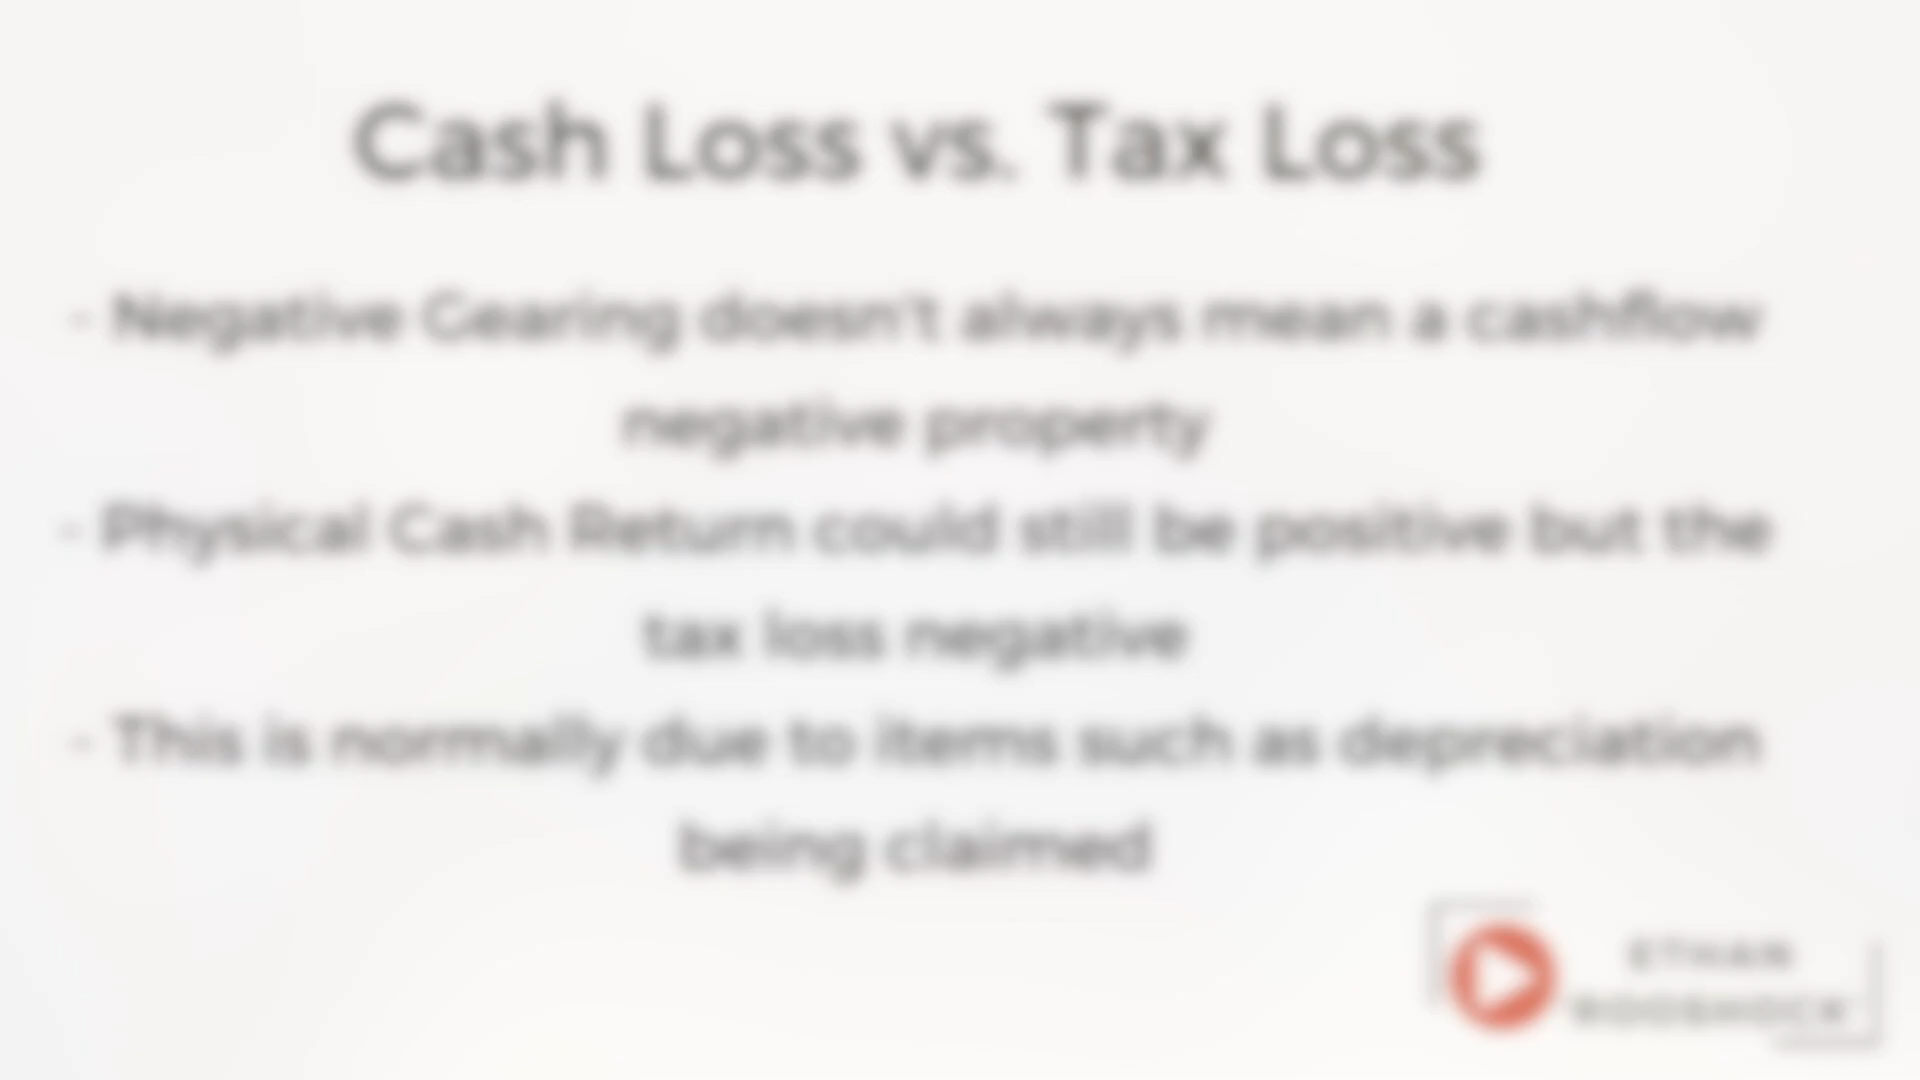 Cash Loss vs. Tax Loss
- Negative Gearing doesn't always mean a cashflow
negative property
- Physical Cash Return could still be positive but the
tax loss negative
- This is normally due to items such as depreciation
being claimed
ETHAN